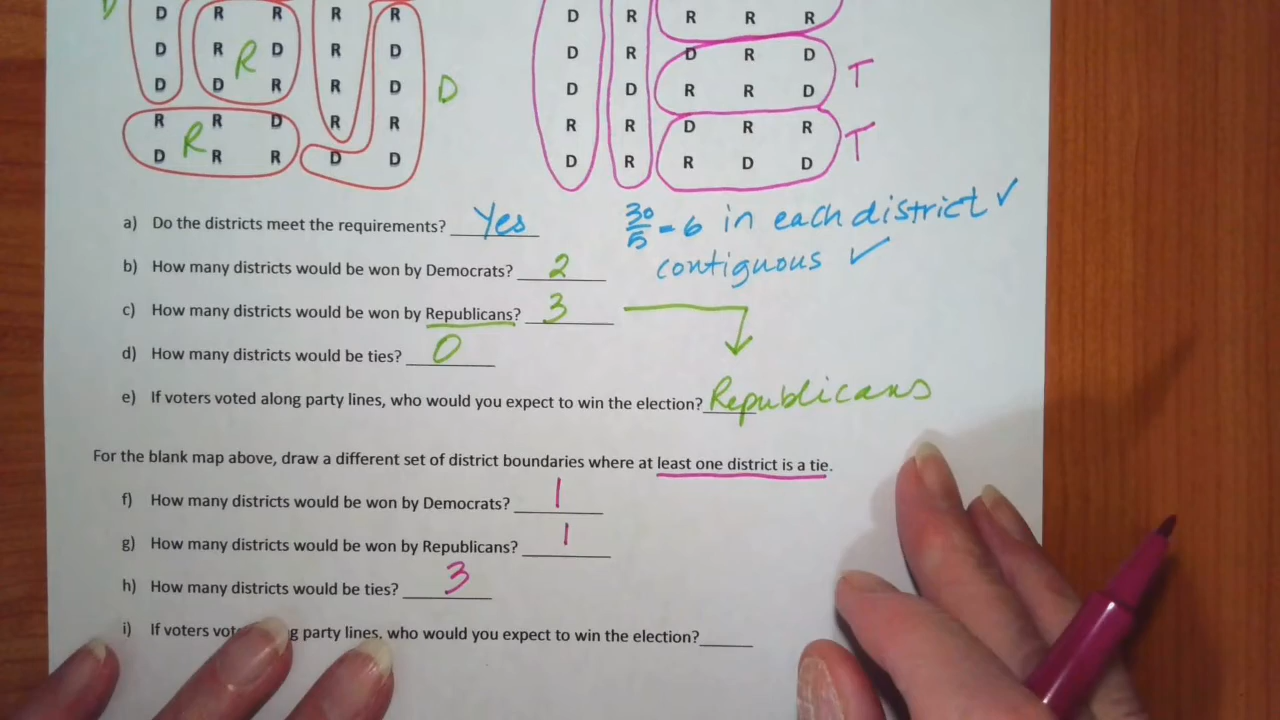 D
D R R R R D R R R R
D R D R D D R D R D
R
T
D D R R D D D R R D
D
R R D R R R R D R R
R
T
D R R D D D R R D D
a) Do the districts meet the requirements? Yes
30/5 = 6 in each district ✓
contiguous ✓
b) How many districts would be won by Democrats? 2
c) How many districts would be won by Republicans? 3
d) How many districts would be ties? 0
e) If voters voted along party lines, who would you expect to win the election? Republicans
For the blank map above, draw a different set of district boundaries where at least one district is a tie.
f) How many districts would be won by Democrats? 1
g) How many districts would be won by Republicans? 1
h) How many districts would be ties? 3
i) If voters party lines, who would you expect to win the election?